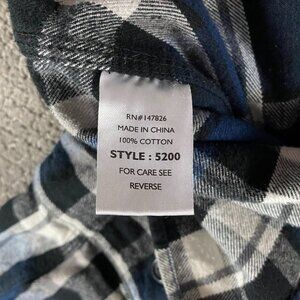 RN#147826
MADE IN CHINA
100% COTTON
STYLE : 5200
FOR CARE SEE
REVERSE